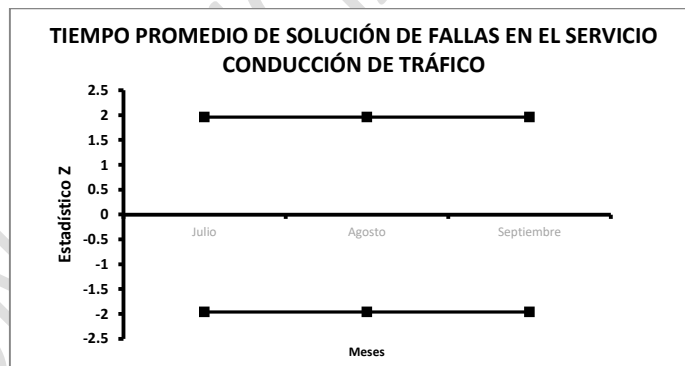 TIEMPO PROMEDIO DE SOLUCIÓN DE FALLAS EN EL SERVICIO
CONDUCCIÓN DE TRÁFICO
2.5
2
1.5
1
0.5
0
-0.5
-1
-1.5
-2
-2.5
Estadístico Z
Julio
Agosto
Septiembre
Meses